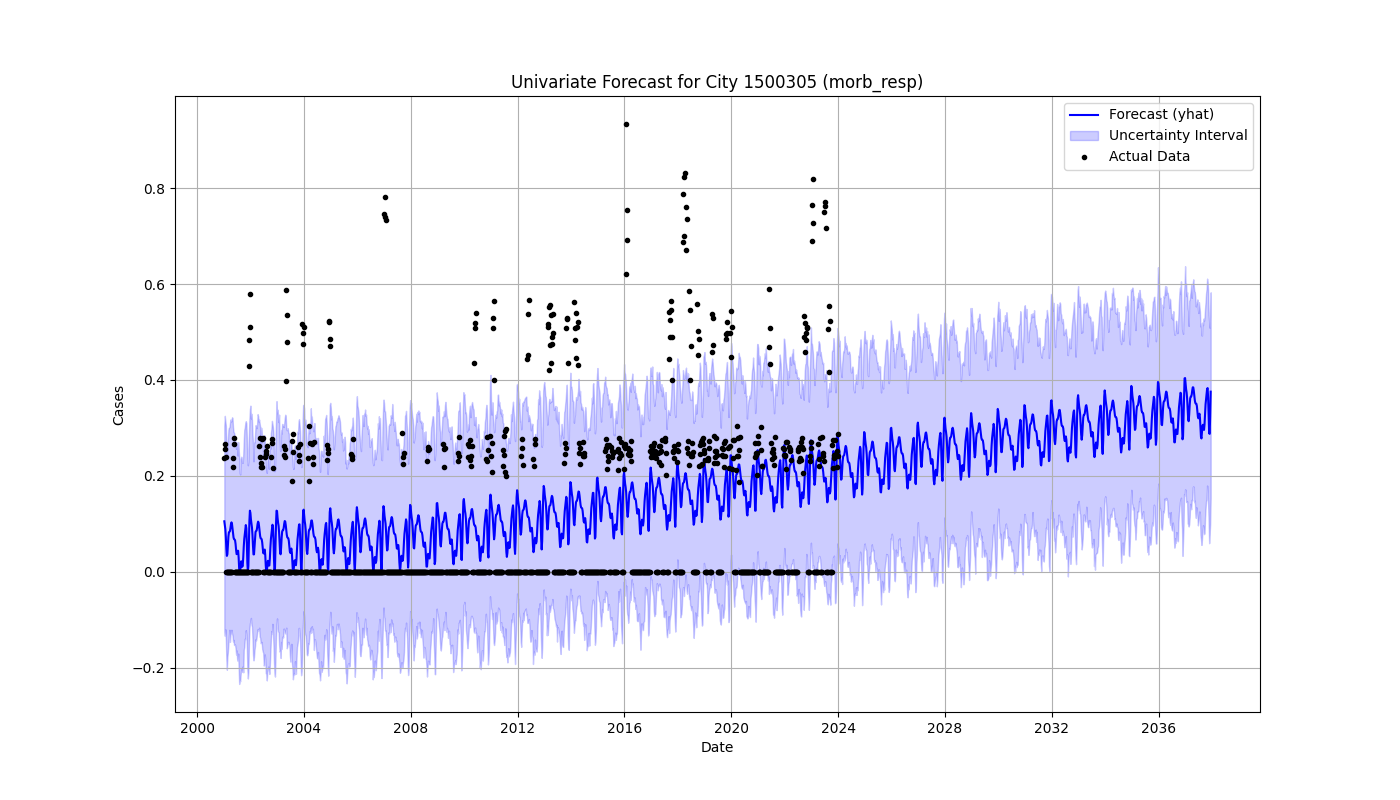 Univariate Forecast for City 1500305 (morb_resp)
Forecast (yhat)
Uncertainty Interval
Actual Data
Cases
0.8
0.6
0.4
0.2
0.0
−0.2
2000 2004 2008 2012 2016 2020 2024 2028 2032 2036
Date